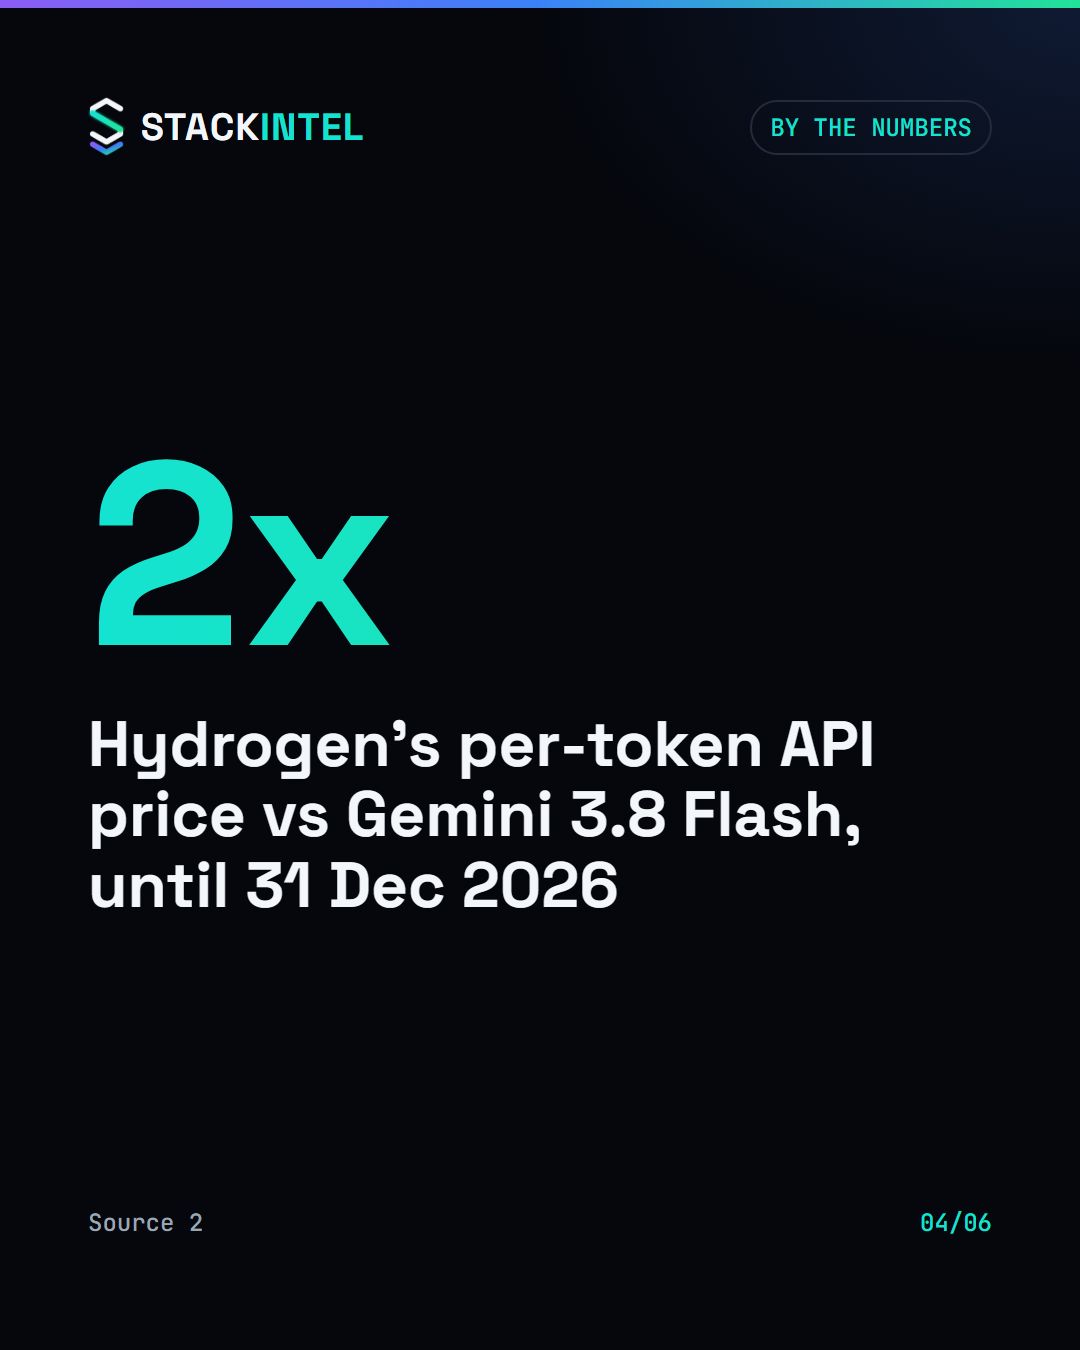 STACKINTEL
BY THE NUMBERS
2x
Hydrogen’s per-token API
price vs Gemini 3.8 Flash,
until 31 Dec 2026
Source 2
04/06